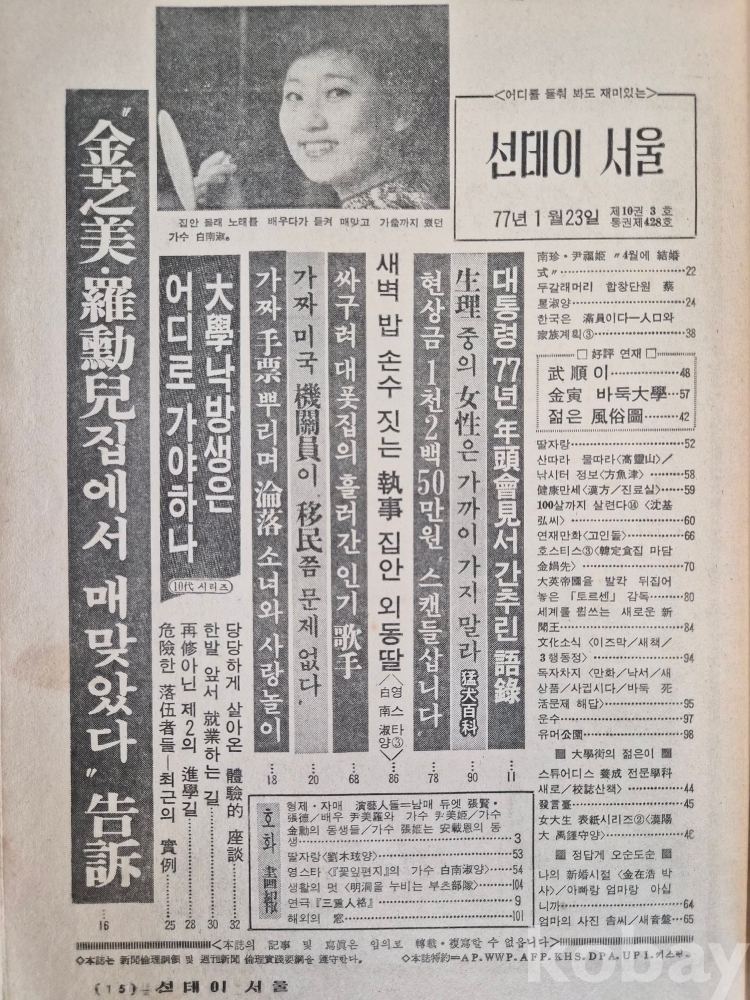 <어디를 들춰 봐도 재미있는>
선데이 서울
77년 1월23일 제10권 3호
통권제428호
집안 몰래 노래를 배우다가 들켜 매맞고 가출까지 했던
가수 白南淑。
“金芝美·羅勳兒집에서 매맞았다” 告訴
…16
大學낙방생은
어디로 가야하나
(10代 시리즈)
당당하게 살아온 體驗的 座談……32
한발 앞서 就業하는 길……30
再修아닌 제2의 進學길……28
危險한 落伍者들—최근의 實例……25
가짜 手票뿌리며 淪落소녀와 사랑놀이
…18
가짜 미국 機關員이 “移民쯤 문제 없다”
…20
싸구려 대폿집의 흘러간 인기 歌手
…68
새벽 밥 손수 짓는 執事 집안 외동딸
<영스타③
白南淑양>
…86
현상금 1천2백50만원 “스캔들삽니다”
…78
生理중의 女性은 가까이 가지 말라 猛犬百科
…90
대통령 77년 年頭會見서 간추린 語錄
…11
南珍·尹福姬 “4월에 結婚
式”……22
두갈래머리 합창단원 蔡
星淑양……24
한국은 滿員이다—人口와
家族계획③……38
□ 好評 연재 □
武順이……48
金寅 바둑大學…57
젊은 風俗圖……42
딸자랑……52
산따라 물따라<高靈山>/
낚시터 정보<方魚津>……58
健康만세<漢方/진료실>……59
100살까지 살련다⑭<沈基
弘씨>……60
연재만화<고인돌>……66
호스티스③<韓定食집 마담
金娟先>……70
大英帝國을 발칵 뒤집어
놓은 「토르센」 감독……80
세계를 휩쓰는 새로운 新
聞王……84
文化소식<이즈막/새책/
3행동정>……94
독자차지<만화/낙서/새
상품/사킵시다/바둑 死
活문제 해답>……95
운수……97
유머公園……98
▩ 大學街의 젊은이 ▩
스튜어디스 養成 전문學科
새로/校誌산책>……44
發言臺……45
女大生 表紙시리즈②<漢陽
大 禹鍾守양>……40
▩ 정답게 오순도순 ▩
나의 新婚시절<金在浩 박
사>/아빠랑 엄마랑 아십
니까……64
엄마의 사진 솜씨/새音盤…65
호화 畵報
형제·자매 演藝人들=남매 듀엣 張賢·
張德/배우 尹美羅와 가수 尹美姬/가수
金勳의 동생들/가수 張姬는 安載恩의 동
생……3
딸자랑<劉木玹양>……53
영스타<『꽃잎편지』의 가수 白南淑양>……54
생활의 멋<明洞을 누비는 부츠部隊>……104
연극『三重人格』……9
해외의 窓……101
<本誌의 記事 및 寫眞은 임의로 轉載·複寫할 수 없읍니다>
◇本誌는 新聞倫理綱領 및 週刊新聞 倫理實踐要綱을 遵守한다。 ◇本誌特約=AP.WWP.AFP.KHS.DPA.UPI.
(15) 선데이 서울
kobay